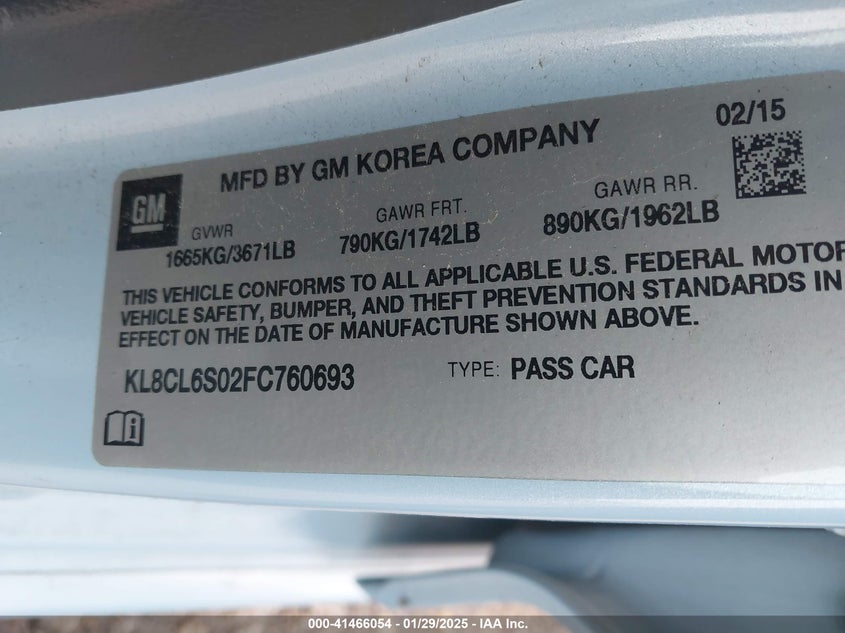 MFD BY GM KOREA COMPANY
02/15
GM
GVWR
1665KG/3671LB
GAWR FRT.
790KG/1742LB
GAWR RR.
890KG/1962LB
THIS VEHICLE CONFORMS TO ALL APPLICABLE U.S. FEDERAL MOTOR
VEHICLE SAFETY, BUMPER, AND THEFT PREVENTION STANDARDS IN
EFFECT ON THE DATE OF MANUFACTURE SHOWN ABOVE.
KL8CL6S02FC760693
TYPE: PASS CAR
i
000-41466054 - 01/29/2025 - IAA Inc.